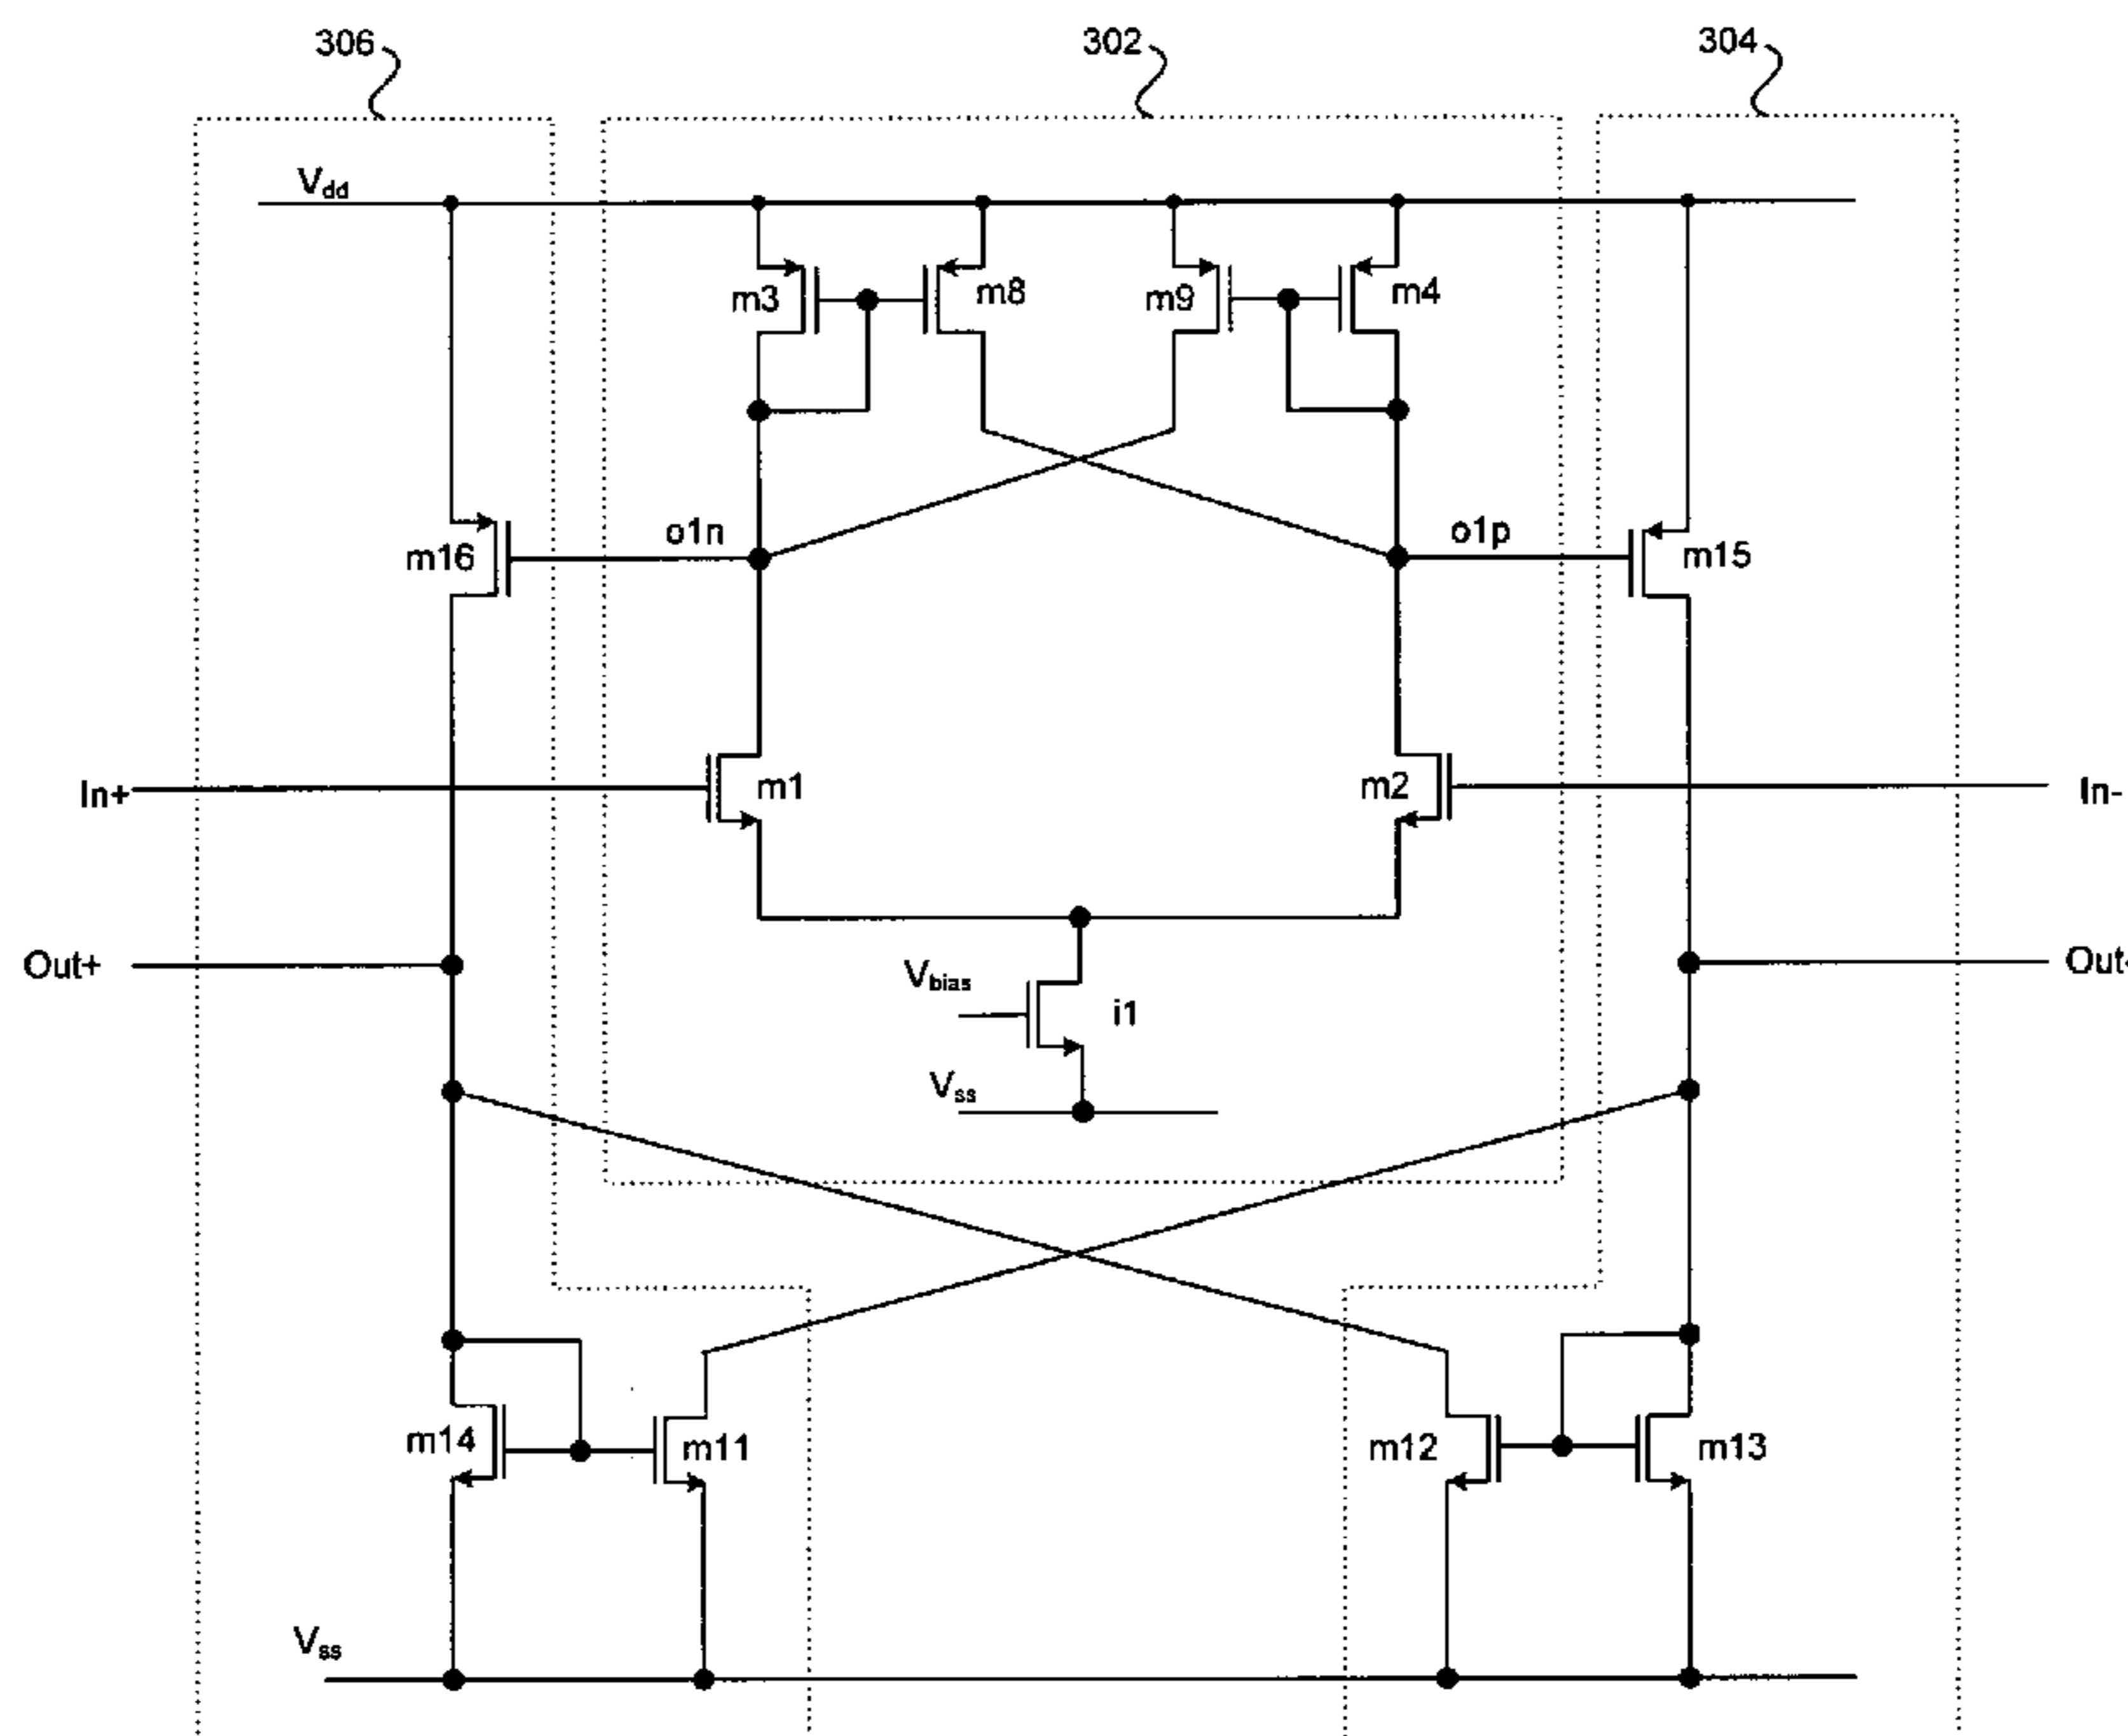 306
302
304
Vdd
m3
m8
m9
m4
m16
o1n
o1p
m15
In+
m1
m2
In-
Out+
Vbias
i1
Out-
Vss
m14
m11
m12
m13
Vss